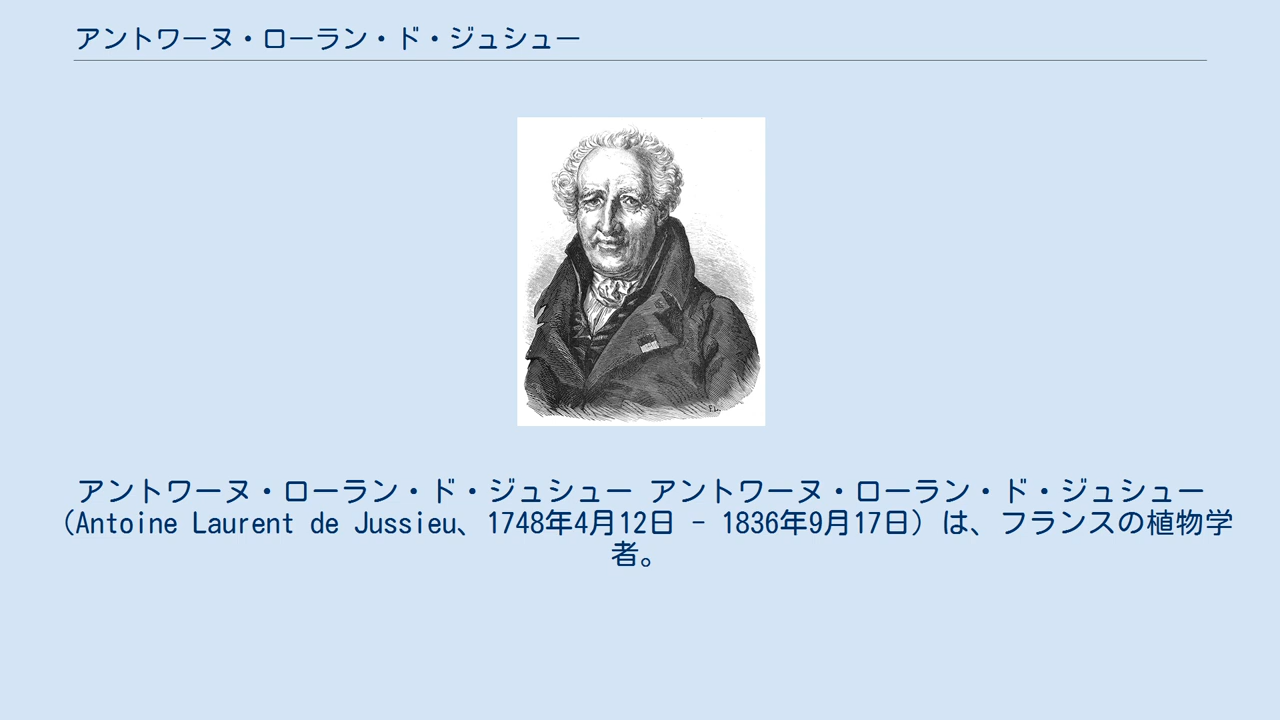 アントワーヌ・ローラン・ド・ジュシュー
アントワーヌ・ローラン・ド・ジュシュー アントワーヌ・ローラン・ド・ジュシュー
（Antoine Laurent de Jussieu、1748年4月12日 - 1836年9月17日）は、フランスの植物学
者。